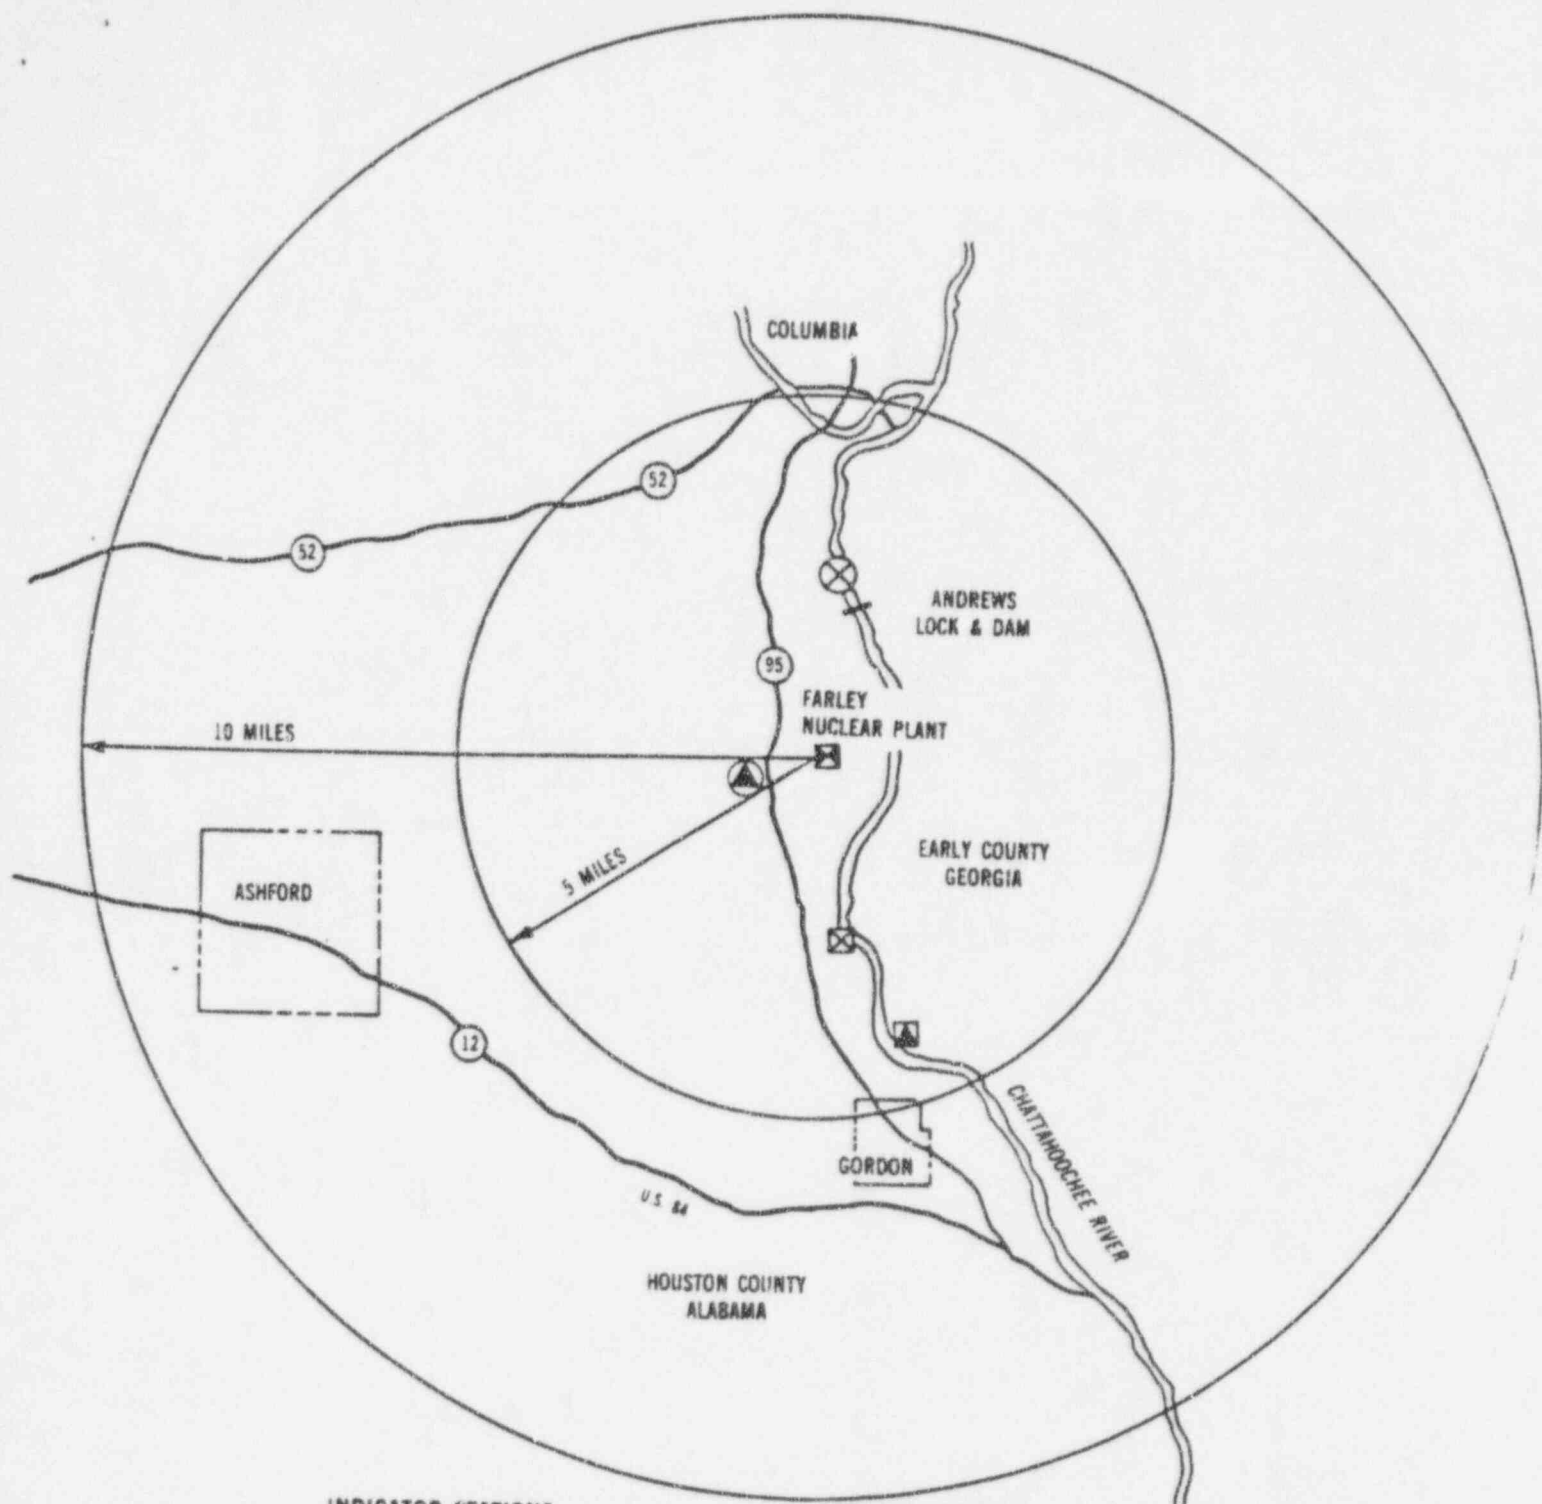 COLUMBIA
52
52
ANDREWS
LOCK & DAM
95
FARLEY
NUCLEAR PLANT
10 MILES
5 MILES
EARLY COUNTY
GEORGIA
ASHFORD
12
CHATTAHOOCHEE RIVER
GORDON
U.S. 84
HOUSTON COUNTY
ALABAMA